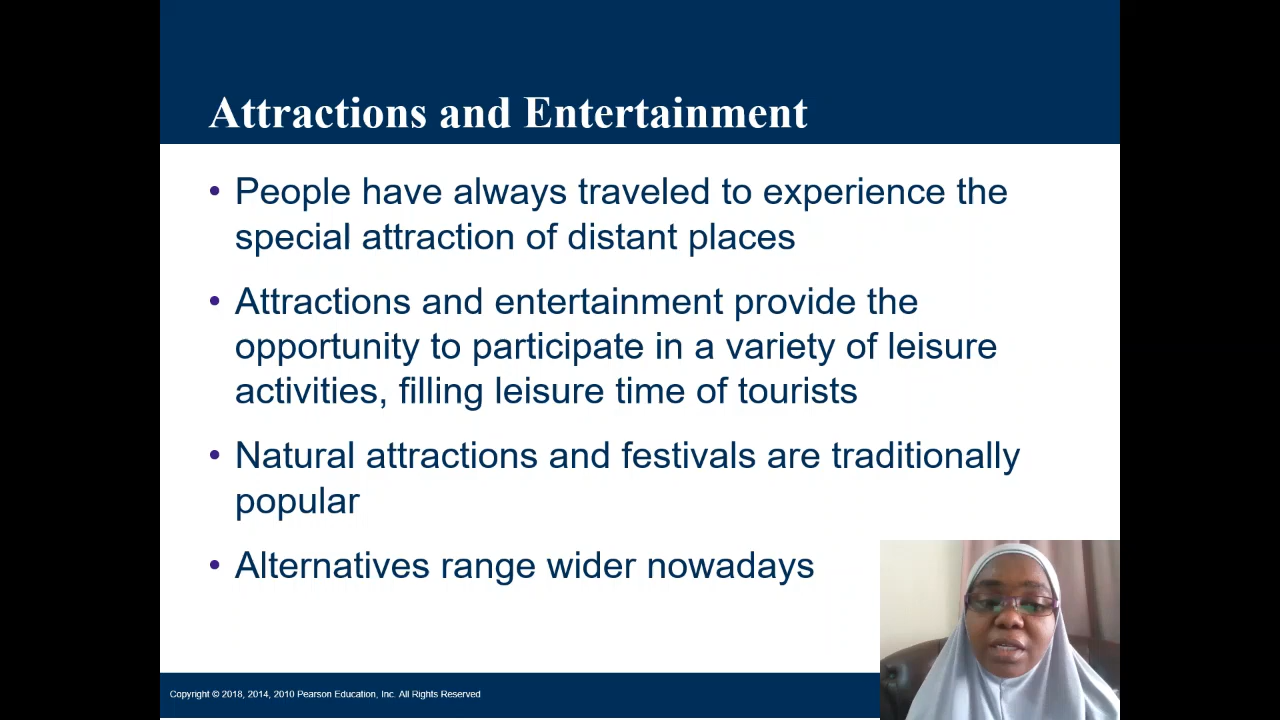 Attractions and Entertainment
• People have always traveled to experience the
special attraction of distant places
• Attractions and entertainment provide the
opportunity to participate in a variety of leisure
activities, filling leisure time of tourists
• Natural attractions and festivals are traditionally
popular
• Alternatives range wider nowadays
Copyright © 2018, 2014, 2010 Pearson Education, Inc. All Rights Reserved